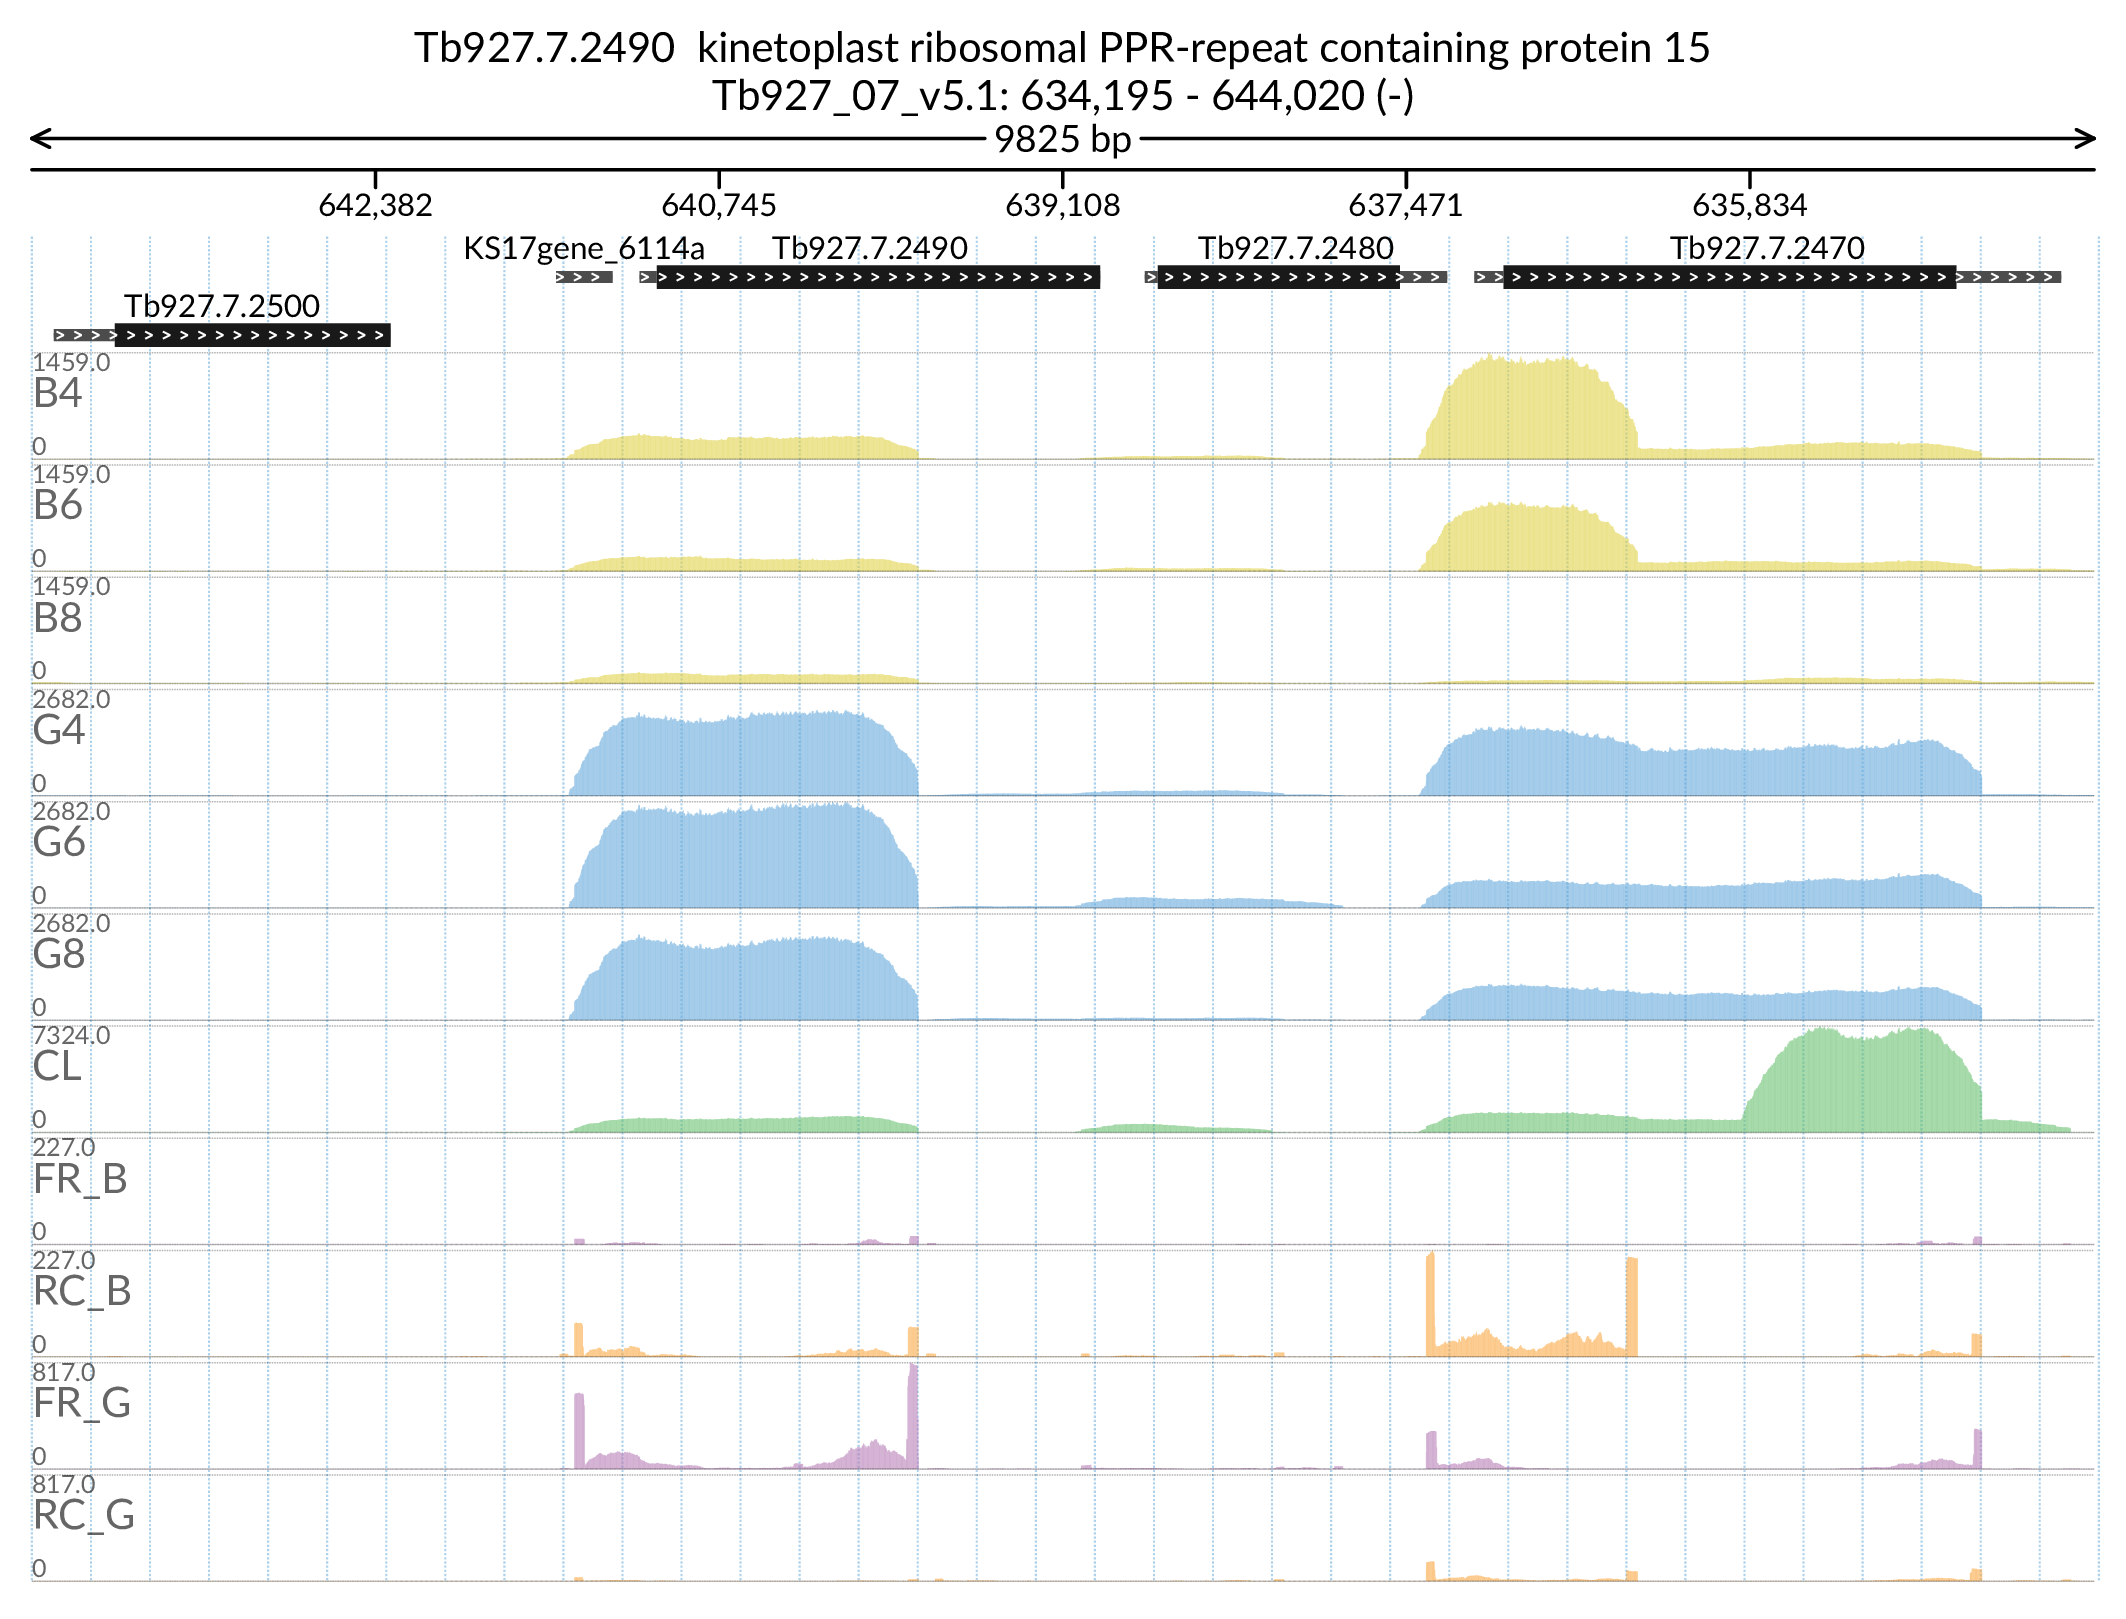 Tb927.7.2490  kinetoplast ribosomal PPR-repeat containing protein 15
Tb927_07_v5.1: 634,195 - 644,020 (-)
9825 bp
642,382 640,745 639,108 637,471 635,834
KS17gene_6114a Tb927.7.2490 Tb927.7.2480 Tb927.7.2470
Tb927.7.2500
1459.0
B4
0
1459.0
B6
0
1459.0
B8
0
2682.0
G4
0
2682.0
G6
0
2682.0
G8
0
7324.0
CL
0
227.0
FR_B
0
227.0
RC_B
0
817.0
FR_G
0
817.0
RC_G
0